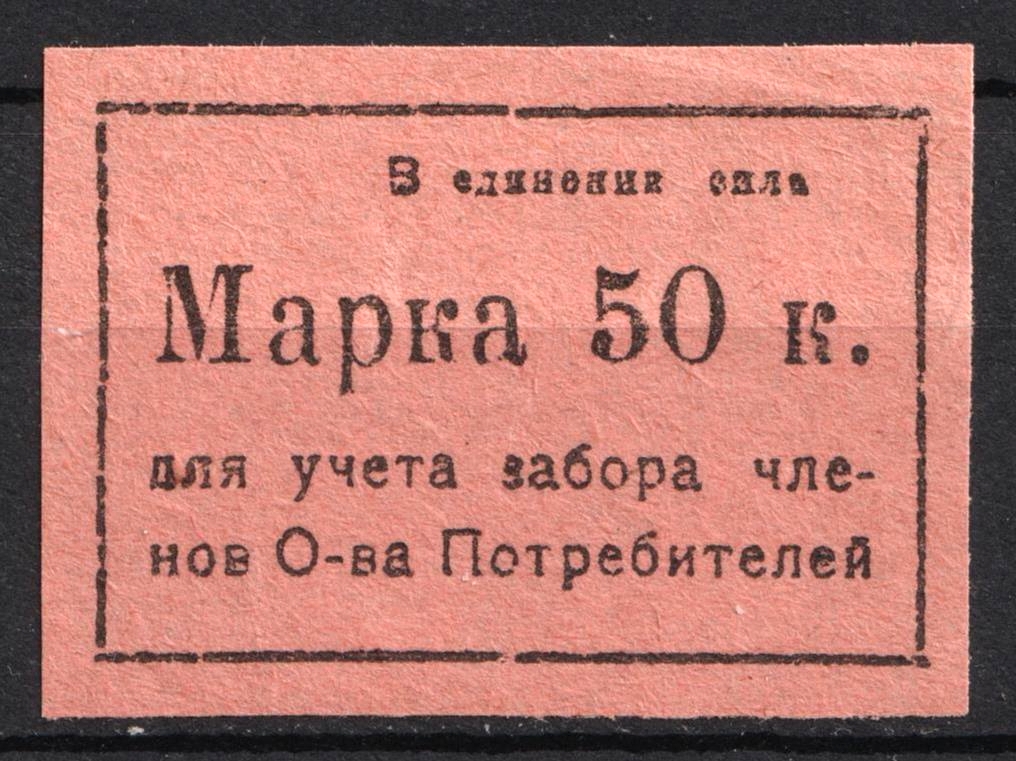 В единении сила
Марка 50 к.
для учета забора чле-
нов О-ва Потребителей